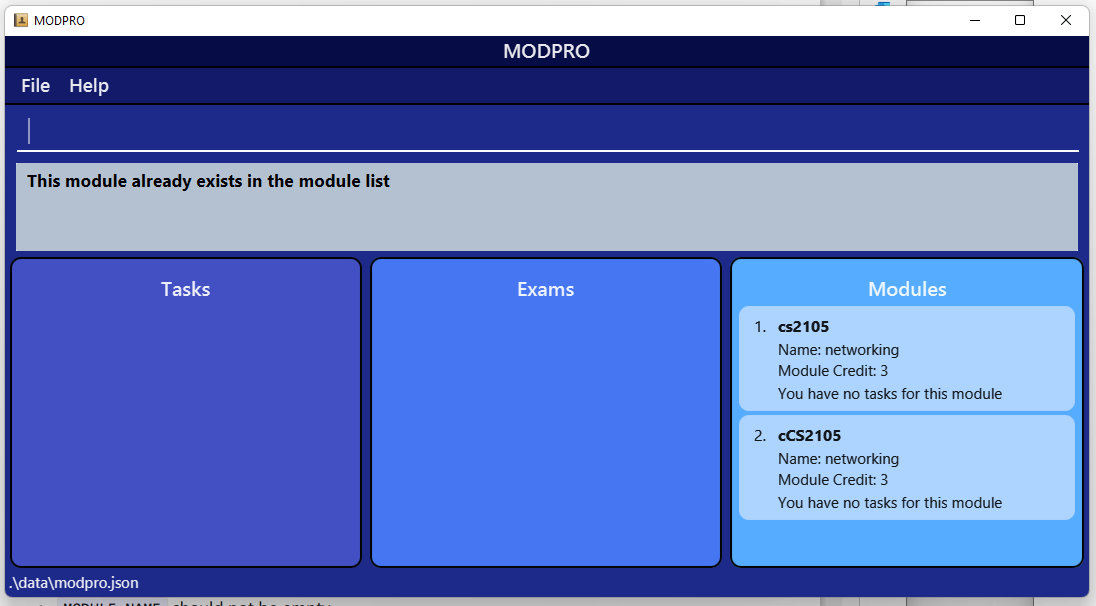 MODPRO
MODPRO
File Help
This module already exists in the module list
Tasks
Exams
Modules
1. cs2105
Name: networking
Module Credit: 3
You have no tasks for this module
2. cCS2105
Name: networking
Module Credit: 3
You have no tasks for this module
.\data\modpro.json
MODULE_NAME should not be empty